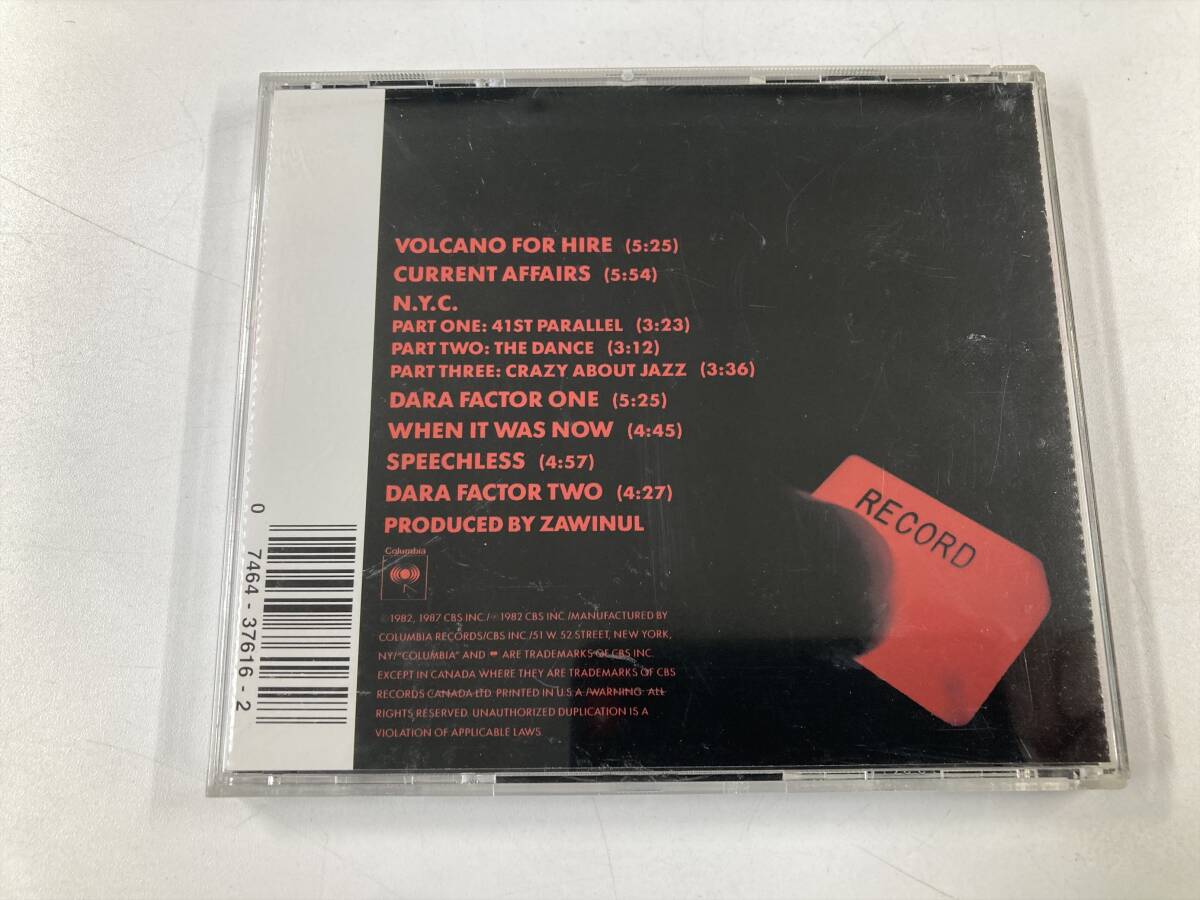 VOLCANO FOR HIRE (5:25)
CURRENT AFFAIRS (5:54)
N.Y.C.
PART ONE: 41ST PARALLEL (3:23)
PART TWO: THE DANCE (3:12)
PART THREE: CRAZY ABOUT JAZZ (3:36)
DARA FACTOR ONE (5:25)
WHEN IT WAS NOW (4:45)
SPEECHLESS (4:57)
DARA FACTOR TWO (4:27)
PRODUCED BY ZAWINUL
Columbia
©1982, 1987 CBS INC./℗ 1982 CBS INC./MANUFACTURED BY
COLUMBIA RECORDS/CBS INC./51 W. 52 STREET, NEW YORK,
NY/"COLUMBIA" AND ARE TRADEMARKS OF CBS INC.
EXCEPT IN CANADA WHERE THEY ARE TRADEMARKS OF CBS
RECORDS CANADA LTD. PRINTED IN U.S.A./WARNING: ALL
RIGHTS RESERVED. UNAUTHORIZED DUPLICATION IS A
VIOLATION OF APPLICABLE LAWS.
RECORD
0 7464-37616-2